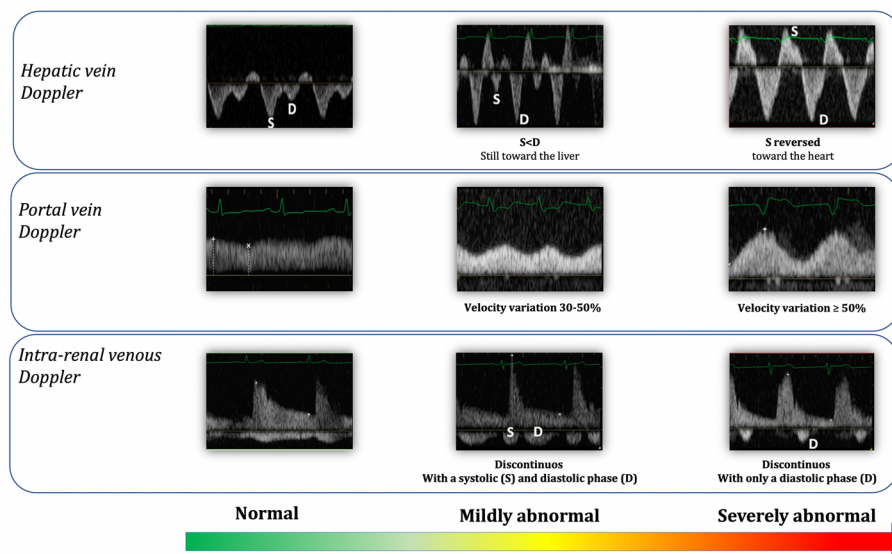 Hepatic vein
Doppler
S
D
S
D
S
D
S<D
Still toward the liver
S reversed
toward the heart
Portal vein
Doppler
Velocity variation 30-50%
Velocity variation ≥ 50%
Intra-renal venous
Doppler
S
D
D
Discontinuos
With a systolic (S) and diastolic phase (D)
Discontinuos
With only a diastolic phase (D)
Normal
Mildly abnormal
Severely abnormal